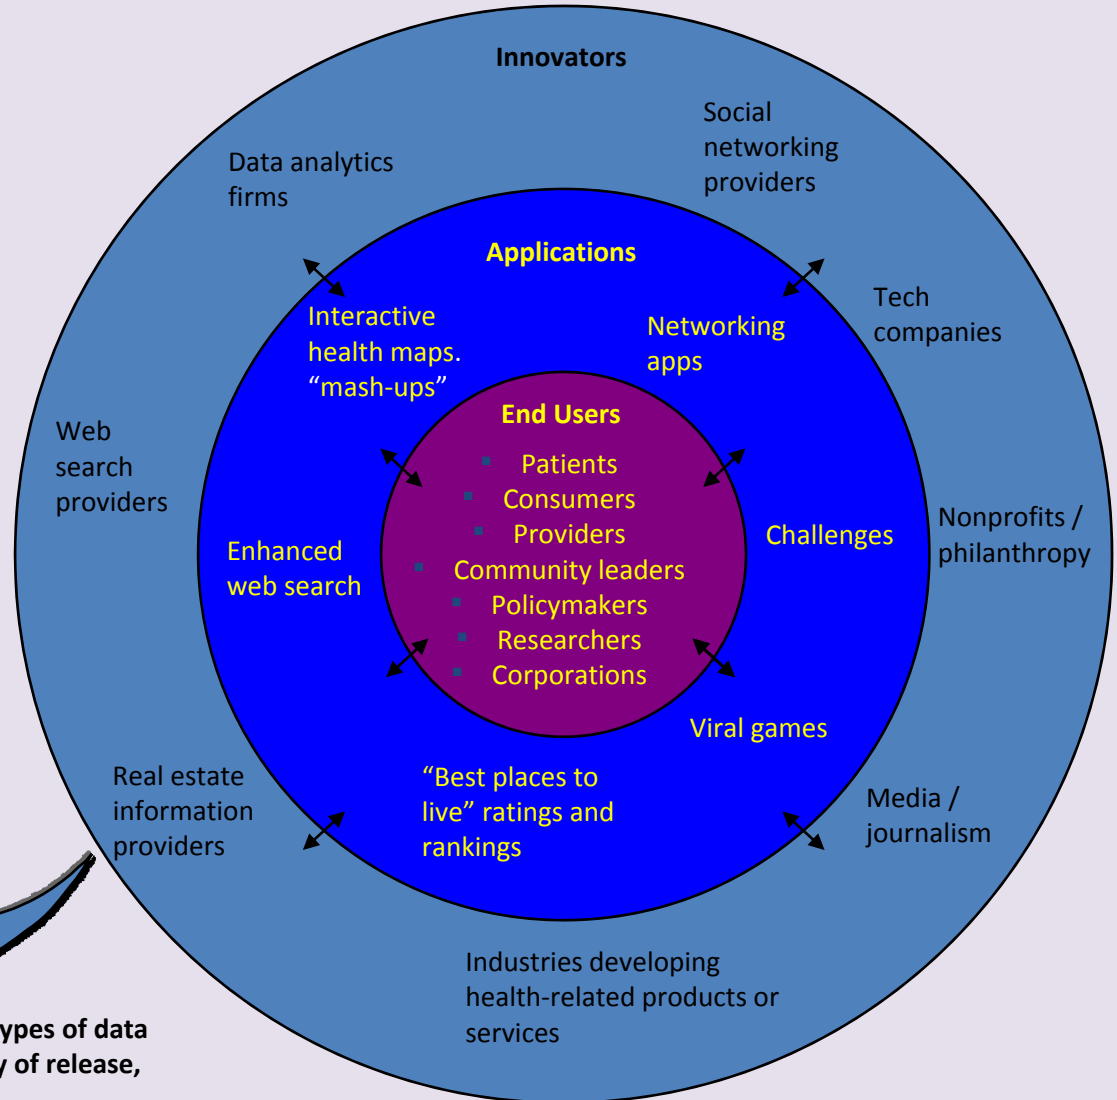 Innovators
Social
networking
providers
Data analytics
firms
Applications
Tech
companies
Interactive
health maps.
“mash-ups”
Networking
apps
End Users
Web
search
providers
▪ Patients
▪ Consumers
▪ Providers
▪ Community leaders
▪ Policymakers
▪ Researchers
▪ Corporations
Enhanced
web search
Challenges
Nonprofits /
philanthropy
Viral games
Real estate
information
providers
“Best places to
live” ratings and
rankings
Media /
journalism
Industries developing
health-related products or
services
ypes of data
y of release,